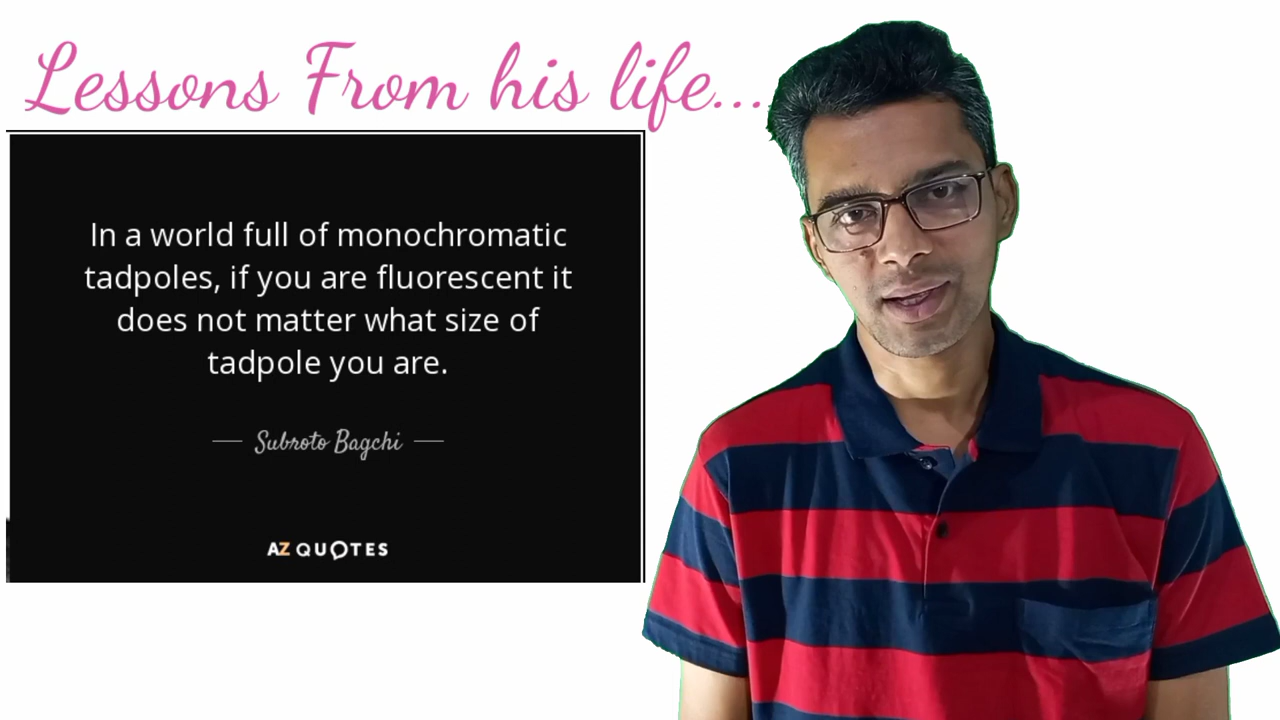 Lessons From his life....
In a world full of monochromatic
tadpoles, if you are fluorescent it
does not matter what size of
tadpole you are.
Subroto Bagchi
AZ QUOTES